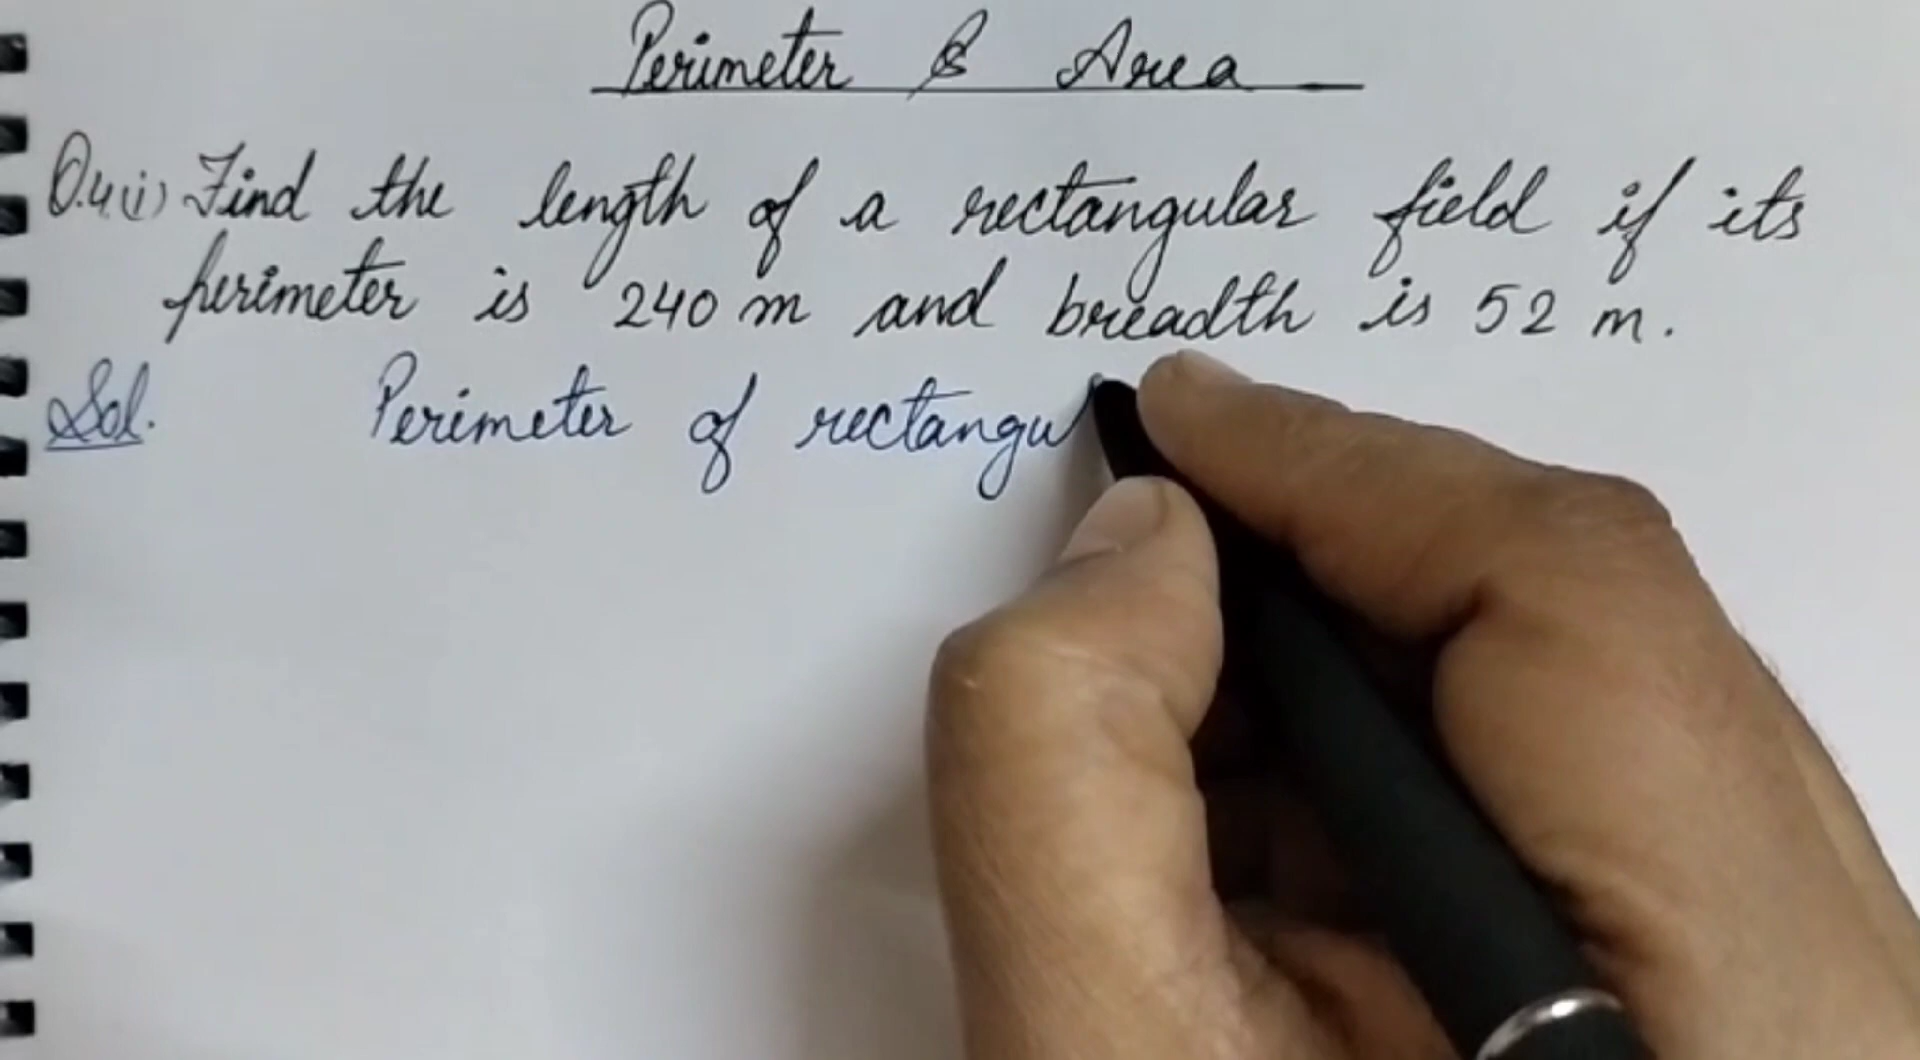 Perimeter & Area
Q.4(i) Find the length of a rectangular field if its
perimeter is 240 m and breadth is 52 m.
Sol. Perimeter of rectangul